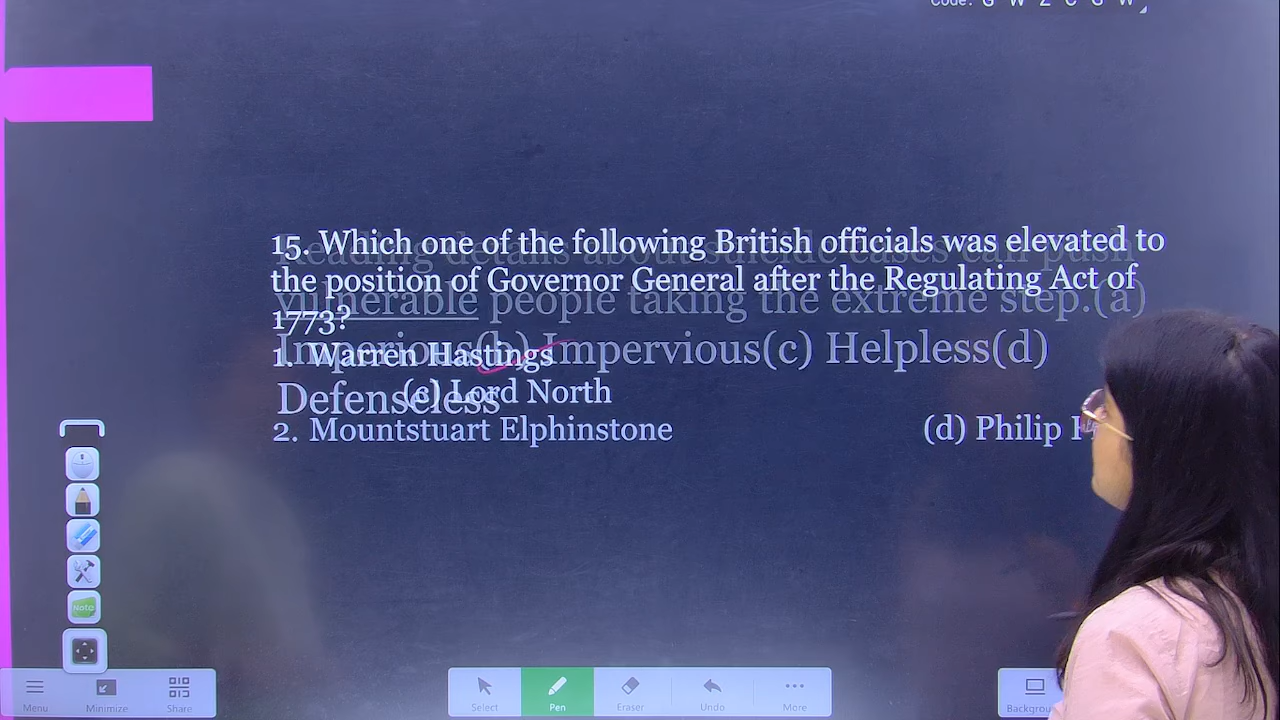 Code: G W Z C G W
15. Which one of the following British officials was elevated to
the position of Governor General after the Regulating Act of
1773?
1. Warren Hastings
(c) Lord North
2. Mountstuart Elphinstone (d) Philip
Reading details about suicide cases can push
vulnerable people taking the extreme step.(a)
Imperious(b) Impervious(c) Helpless(d)
Defenseless
Note
Menu Minimize Share Select Pen Eraser Undo More